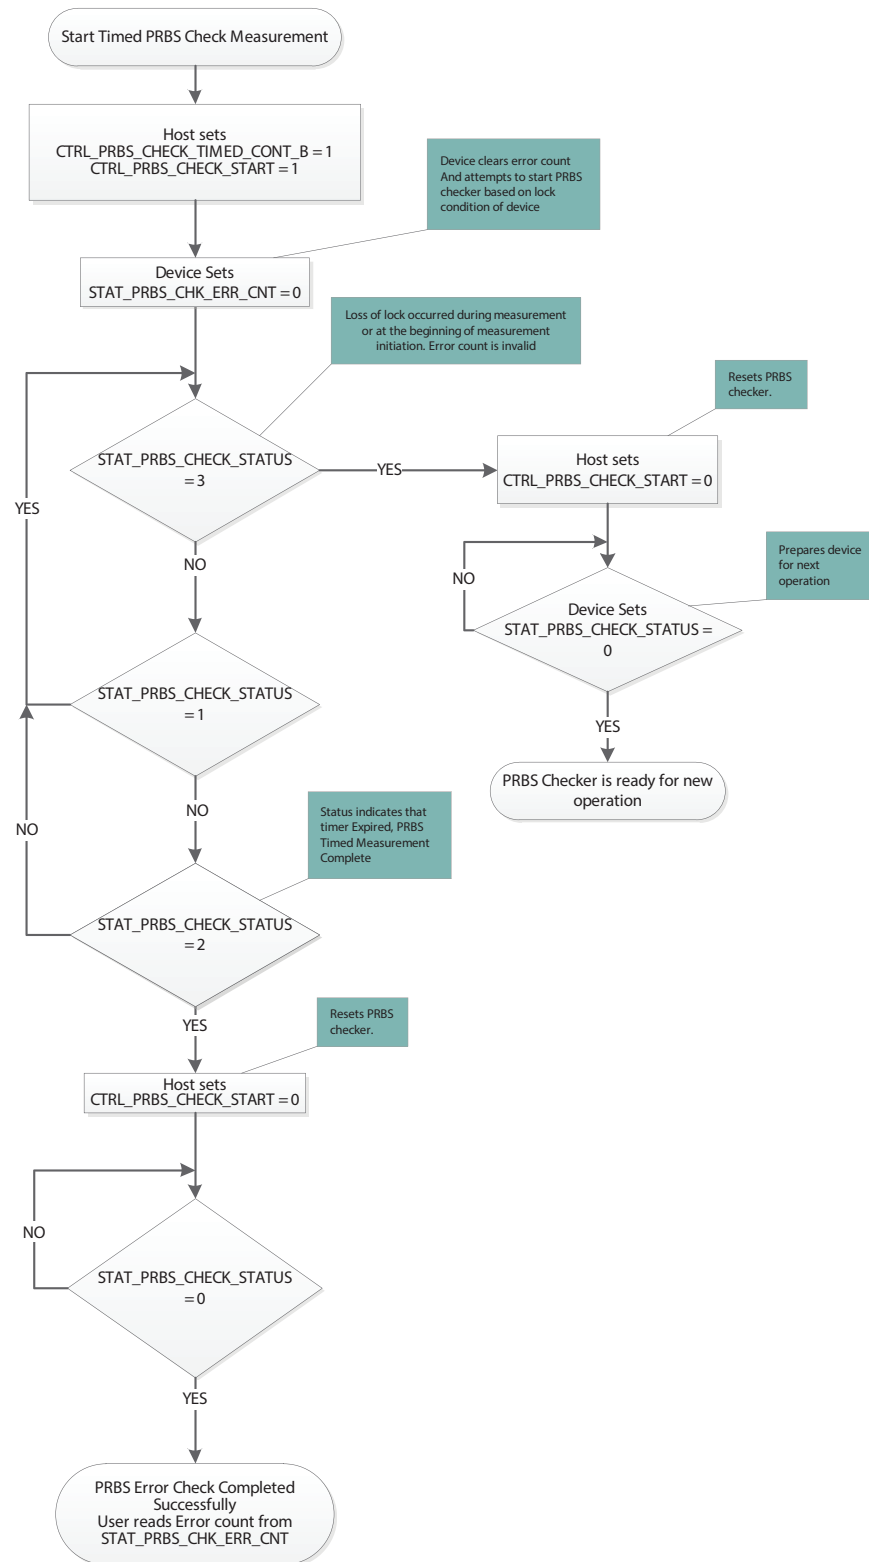 Start Timed PRBS Check Measurement
Host sets
CTRL_PRBS_CHECK_TIMED_CONT_B = 1
CTRL_PRBS_CHECK_START = 1
Device clears error count
And attempts to start PRBS
checker based on lock
condition of device
Device Sets
STAT_PRBS_CHK_ERR_CNT = 0
Loss of lock occurred during measurement
or at the beginning of measurement
initiation. Error count is invalid
Resets PRBS
checker.
STAT_PRBS_CHECK_STATUS
= 3
YES
Host sets
CTRL_PRBS_CHECK_START = 0
YES
NO
Prepares device
for next
operation
NO
Device Sets
STAT_PRBS_CHECK_STATUS =
0
STAT_PRBS_CHECK_STATUS
= 1
YES
PRBS Checker is ready for new
operation
NO
NO
Status indicates that
timer Expired, PRBS
Timed Measurement
Complete
STAT_PRBS_CHECK_STATUS
= 2
YES
Resets PRBS
checker.
Host sets
CTRL_PRBS_CHECK_START = 0
NO
STAT_PRBS_CHECK_STATUS
= 0
YES
PRBS Error Check Completed
Successfully
User reads Error count from
STAT_PRBS_CHK_ERR_CNT